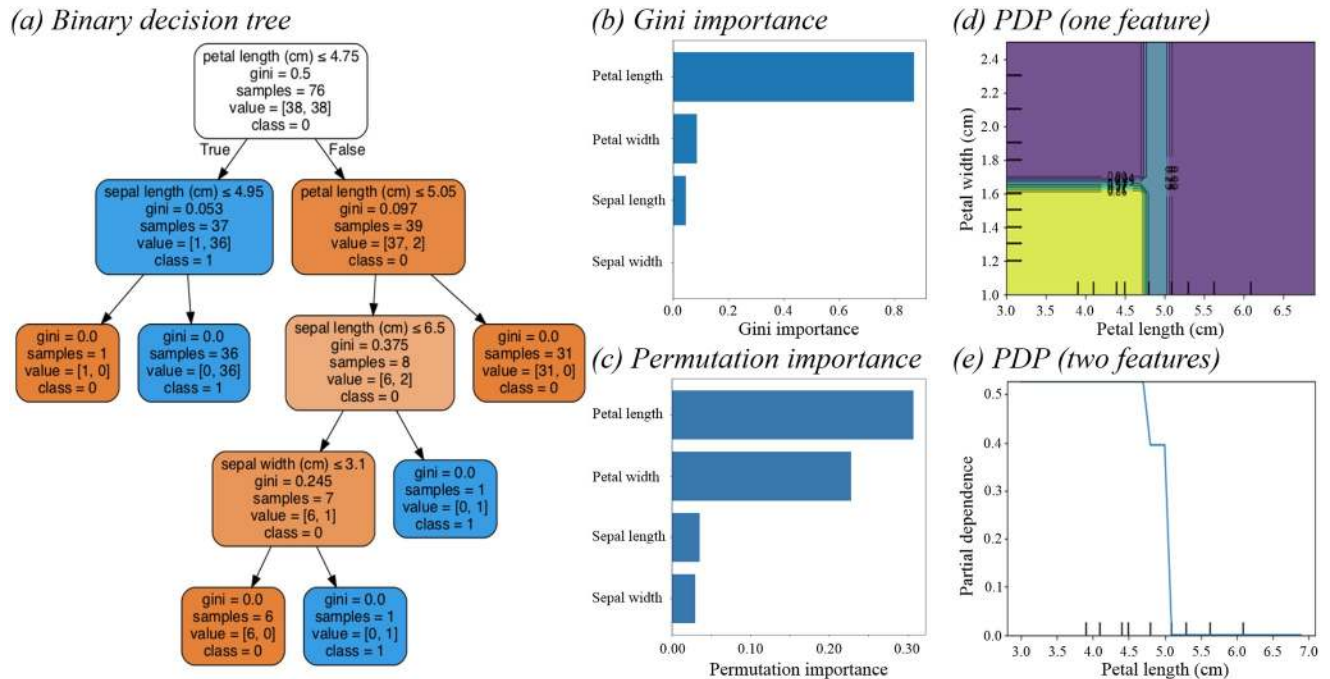 (a) Binary decision tree
petal length (cm) ≤ 4.75
gini = 0.5
samples = 76
value = [38, 38]
class = 0
True
False
sepal length (cm) ≤ 4.95
gini = 0.053
samples = 37
value = [1, 36]
class = 1
petal length (cm) ≤ 5.05
gini = 0.097
samples = 39
value = [37, 2]
class = 0
gini = 0.0
samples = 1
value = [1, 0]
class = 0
gini = 0.0
samples = 36
value = [0, 36]
class = 1
sepal length (cm) ≤ 6.5
gini = 0.375
samples = 8
value = [6, 2]
class = 0
gini = 0.0
samples = 31
value = [31, 0]
class = 0
sepal width (cm) ≤ 3.1
gini = 0.245
samples = 7
value = [6, 1]
class = 0
gini = 0.0
samples = 1
value = [0, 1]
class = 1
gini = 0.0
samples = 6
value = [6, 0]
class = 0
gini = 0.0
samples = 1
value = [0, 1]
class = 1
(b) Gini importance
Petal length
Petal width
Sepal length
Sepal width
0.0 0.2 0.4 0.6 0.8
Gini importance
(c) Permutation importance
Petal length
Petal width
Sepal length
Sepal width
0.00 0.10 0.20 0.30
Permutation importance
(d) PDP (one feature)
2.4
2.2
2.0
1.8
1.6
1.4
1.2
1.0
Petal width (cm)
3.0 3.5 4.0 4.5 5.0 5.5 6.0 6.5
Petal length (cm)
(e) PDP (two features)
0.5
0.4
0.3
0.2
0.1
0.0
Partial dependence
3.0 3.5 4.0 4.5 5.0 5.5 6.0 6.5 7.0
Petal length (cm)